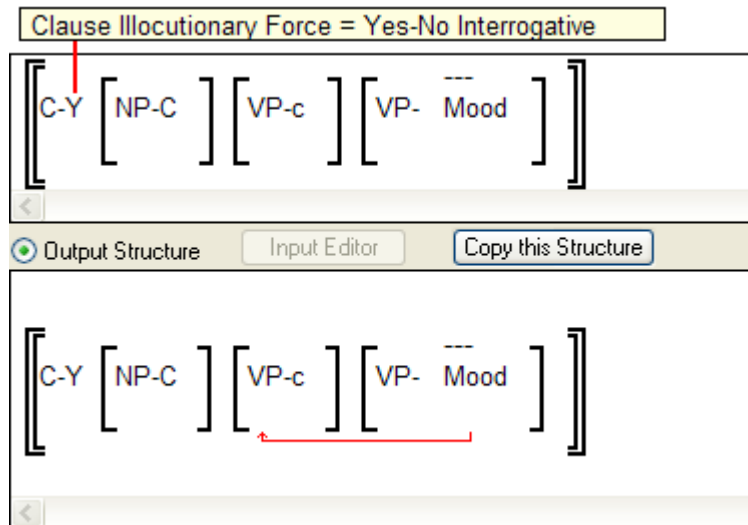 Clause Illocutionary Force = Yes-No Interrogative
---
C-Y [NP-C ] [VP-c ] [VP- Mood ]
Output Structure Input Editor Copy this Structure
---
C-Y [NP-C ] [VP-c ] [VP- Mood ]